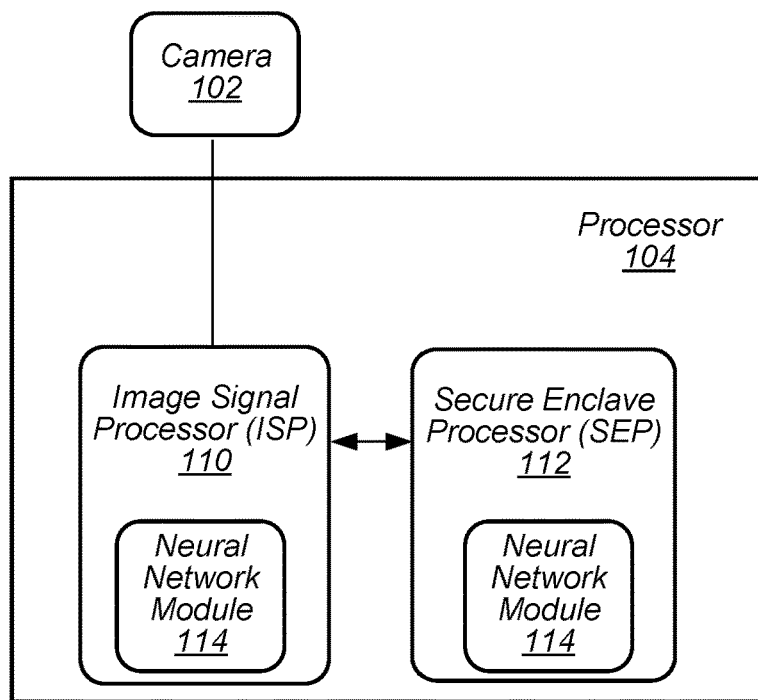 Camera
102
Processor
104
Image Signal
Processor (ISP)
110
Neural
Network
Module
114
Secure Enclave
Processor (SEP)
112
Neural
Network
Module
114